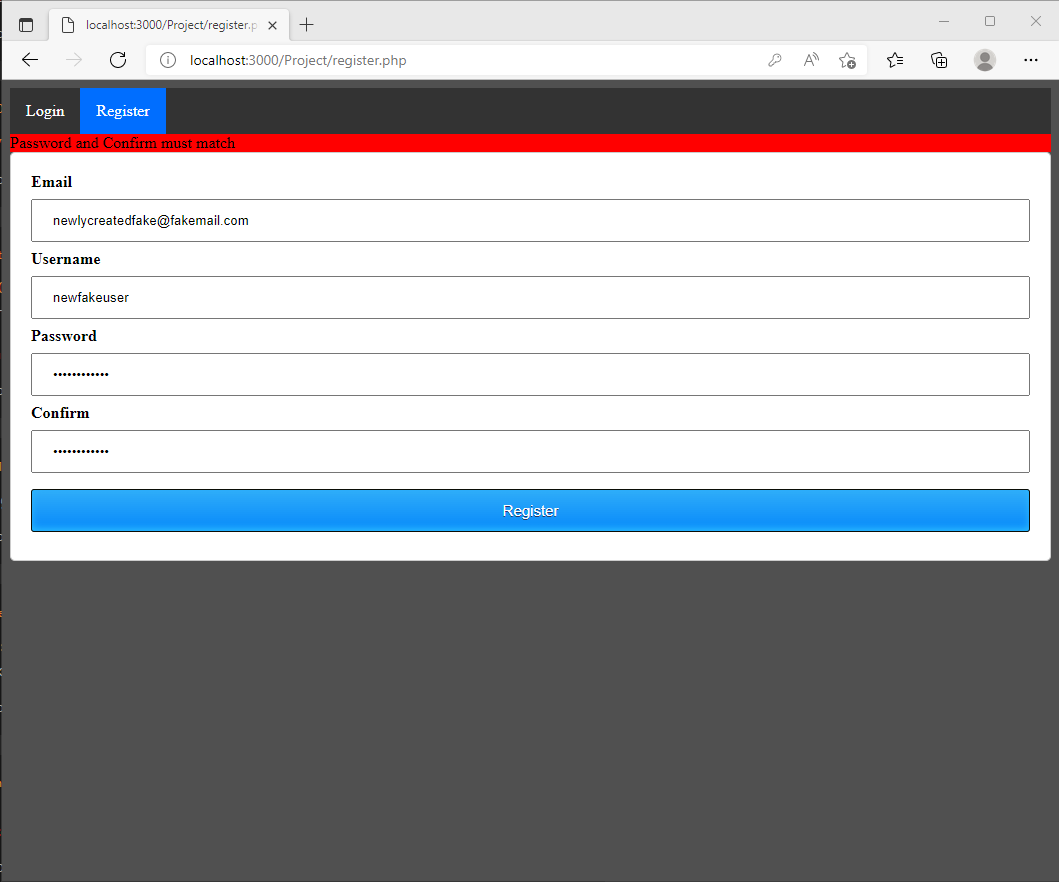 localhost:3000/Project/register.p
localhost:3000/Project/register.php
Login Register
Password and Confirm must match
Email
newlycreatedfake@fakemail.com
Username
newfakeuser
Password
••••••••••••
Confirm
••••••••••••
Register